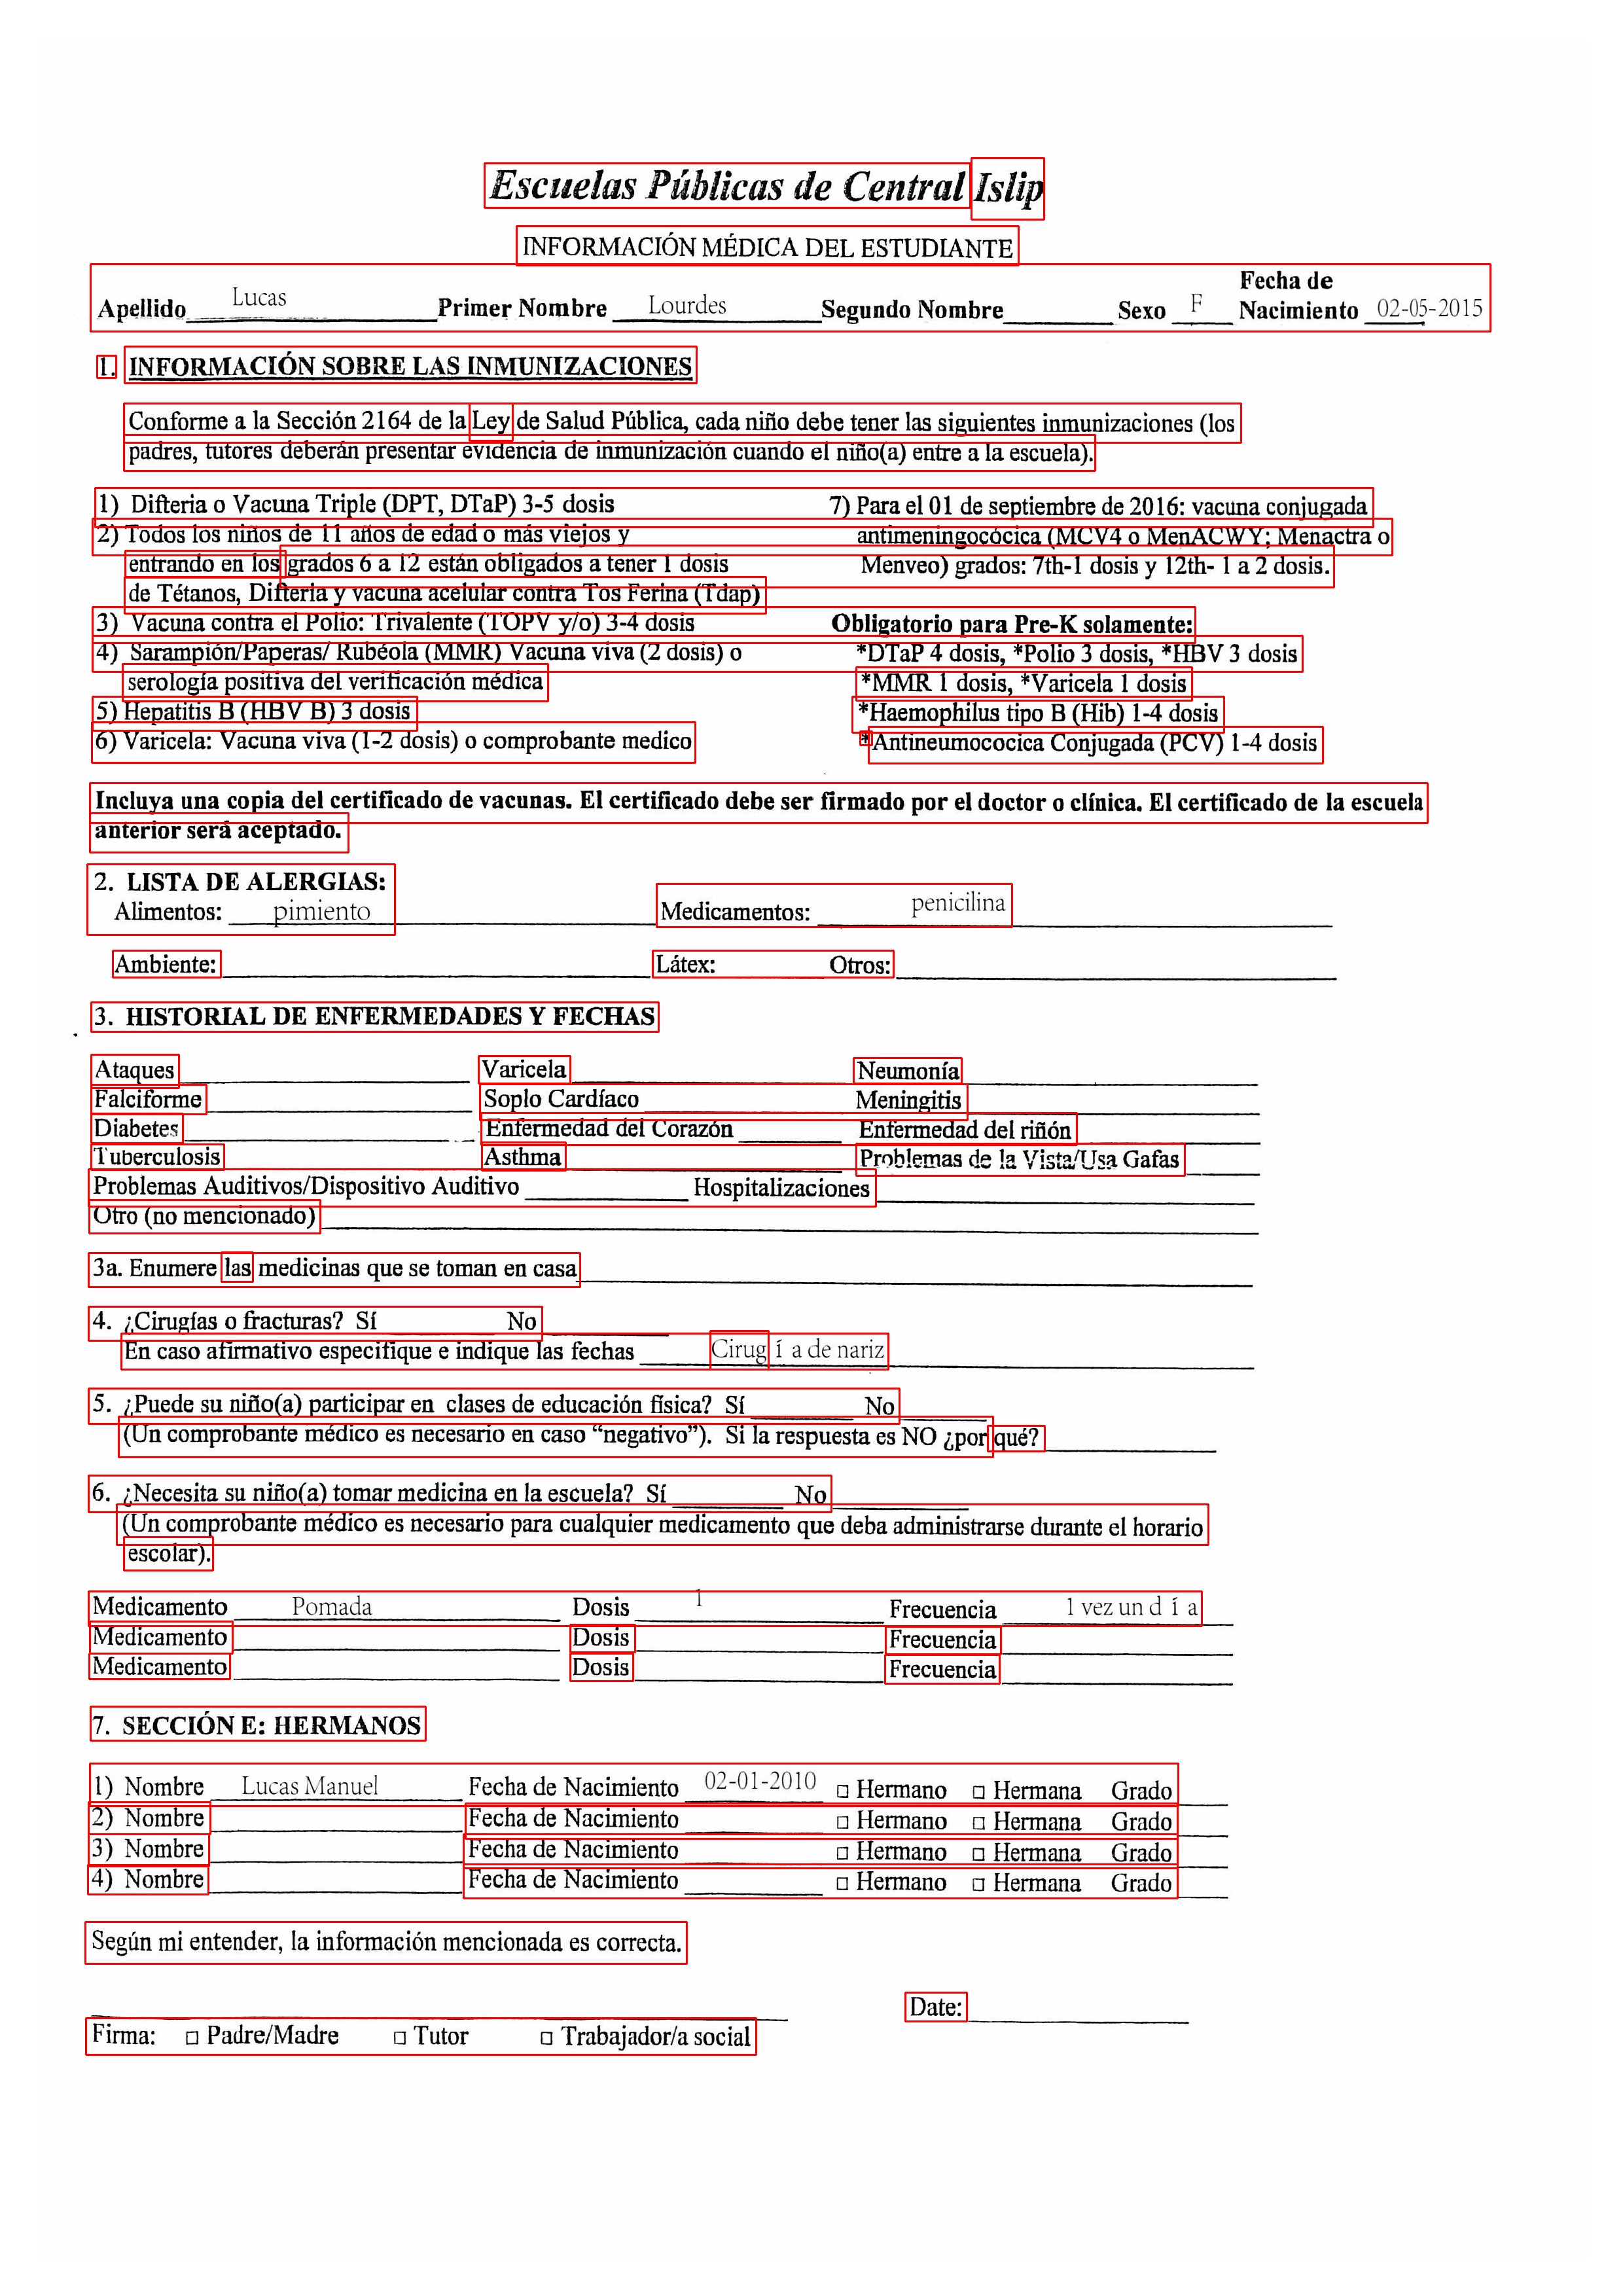 Escuelas Públicas de Central Islip
INFORMACIÓN MÉDICA DEL ESTUDIANTE
Fecha de
Apellido Lucas Primer Nombre Lourdes Segundo Nombre Sexo F Nacimiento 02-05-2015
1. INFORMACIÓN SOBRE LAS INMUNIZACIONES
Conforme a la Sección 2164 de la Ley de Salud Pública, cada niño debe tener las siguientes inmunizaciones (los
padres, tutores deberán presentar evidencia de inmunización cuando el niño(a) entre a la escuela).
1) Difteria o Vacuna Triple (DPT, DTaP) 3-5 dosis
2) Todos los niños de 11 años de edad o más viejos y
entrando en los grados 6 a 12 están obligados a tener 1 dosis
de Tétanos, Difteria y vacuna acelular contra Tos Ferina (Tdap)
3) Vacuna contra el Polio: Trivalente (TOPV y/o) 3-4 dosis
4) Sarampión/Paperas/ Rubéola (MMR) Vacuna viva (2 dosis) o
serología positiva del verificación médica
5) Hepatitis B (HBV B) 3 dosis
6) Varicela: Vacuna viva (1-2 dosis) o comprobante medico
7) Para el 01 de septiembre de 2016: vacuna conjugada
antimeningocócica (MCV4 o MenACWY; Menactra o
Menveo) grados: 7th-1 dosis y 12th- 1 a 2 dosis.
Obligatorio para Pre-K solamente:
*DTaP 4 dosis, *Polio 3 dosis, *HBV 3 dosis
*MMR 1 dosis, *Varicela 1 dosis
*Haemophilus tipo B (Hib) 1-4 dosis
*Antineumococica Conjugada (PCV) 1-4 dosis
Incluya una copia del certificado de vacunas. El certificado debe ser firmado por el doctor o clínica. El certificado de la escuela
anterior será aceptado.
2. LISTA DE ALERGIAS:
Alimentos: pimiento Medicamentos: penicilina
Ambiente: Látex: Otros:
3. HISTORIAL DE ENFERMEDADES Y FECHAS
Ataques Varicela Neumonía
Falciforme Soplo Cardíaco Meningitis
Diabetes Enfermedad del Corazón Enfermedad del riñón
Tuberculosis Asthma Problemas de la Vista/Usa Gafas
Problemas Auditivos/Dispositivo Auditivo Hospitalizaciones
Otro (no mencionado)
3a. Enumere las medicinas que se toman en casa
4. ¿Cirugías o fracturas? Sí No
En caso afirmativo especifique e indique las fechas Cirug í a de nariz
5. ¿Puede su niño(a) participar en clases de educación física? Sí No
(Un comprobante médico es necesario en caso “negativo”). Si la respuesta es NO ¿por qué?
6. ¿Necesita su niño(a) tomar medicina en la escuela? Sí No
(Un comprobante médico es necesario para cualquier medicamento que deba administrarse durante el horario
escolar).
Medicamento Pomada Dosis 1 Frecuencia 1 vez un d í a
Medicamento Dosis Frecuencia
Medicamento Dosis Frecuencia
7. SECCIÓN E: HERMANOS
1) Nombre Lucas Manuel Fecha de Nacimiento 02-01-2010 □ Hermano □ Hermana Grado
2) Nombre Fecha de Nacimiento □ Hermano □ Hermana Grado
3) Nombre Fecha de Nacimiento □ Hermano □ Hermana Grado
4) Nombre Fecha de Nacimiento □ Hermano □ Hermana Grado
Según mi entender, la información mencionada es correcta.
Date:
Firma: □ Padre/Madre □ Tutor □ Trabajador/a social